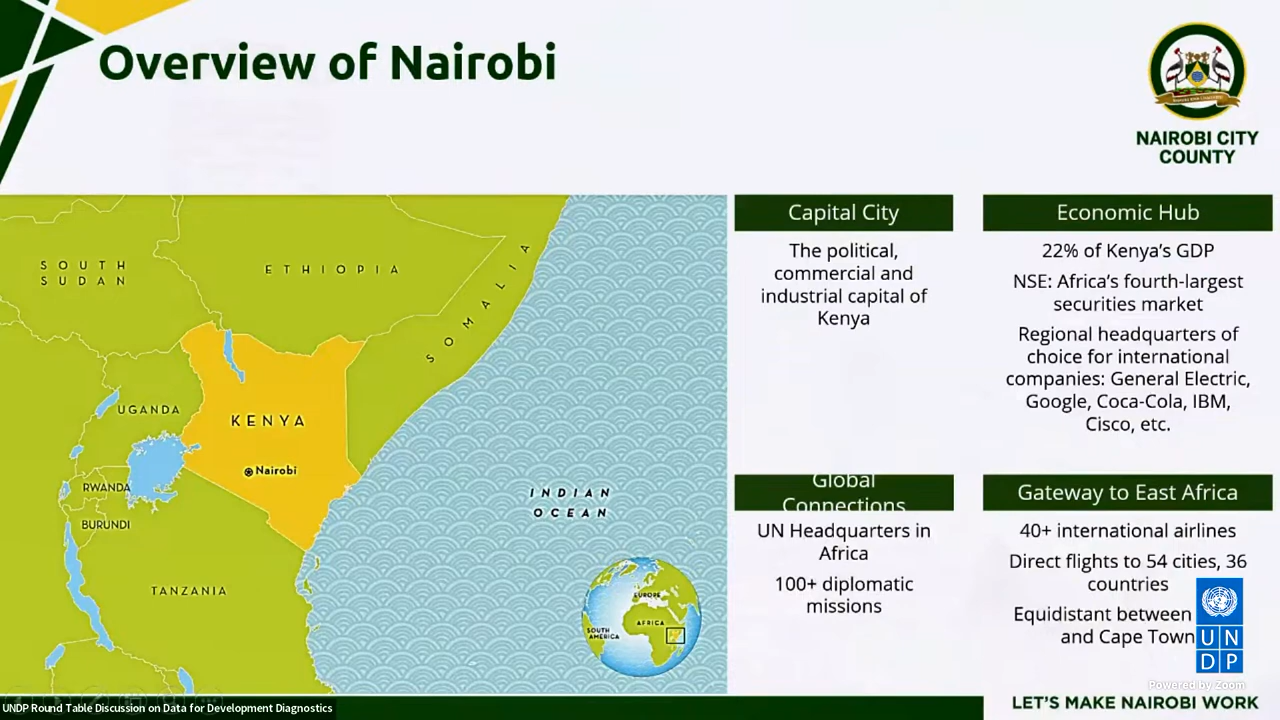 Overview of Nairobi
NAIROBI CITY
COUNTY
SOUTH
SUDAN
ETHIOPIA
SOMALIA
UGANDA
KENYA
Nairobi
RWANDA
BURUNDI
TANZANIA
INDIAN
OCEAN
EUROPE
AFRICA
SOUTH
AMERICA
Capital City
The political,
commercial and
industrial capital of
Kenya
Economic Hub
22% of Kenya's GDP
NSE: Africa's fourth-largest
securities market
Regional headquarters of
choice for international
companies: General Electric,
Google, Coca-Cola, IBM,
Cisco, etc.
Global
Connections
UN Headquarters in
Africa
100+ diplomatic
missions
Gateway to East Africa
40+ international airlines
Direct flights to 54 cities, 36
countries
Equidistant between
and Cape Town
U N
D P
Powered by Zoom
UNDP Round Table Discussion on Data for Development Diagnostics
LET'S MAKE NAIROBI WORK